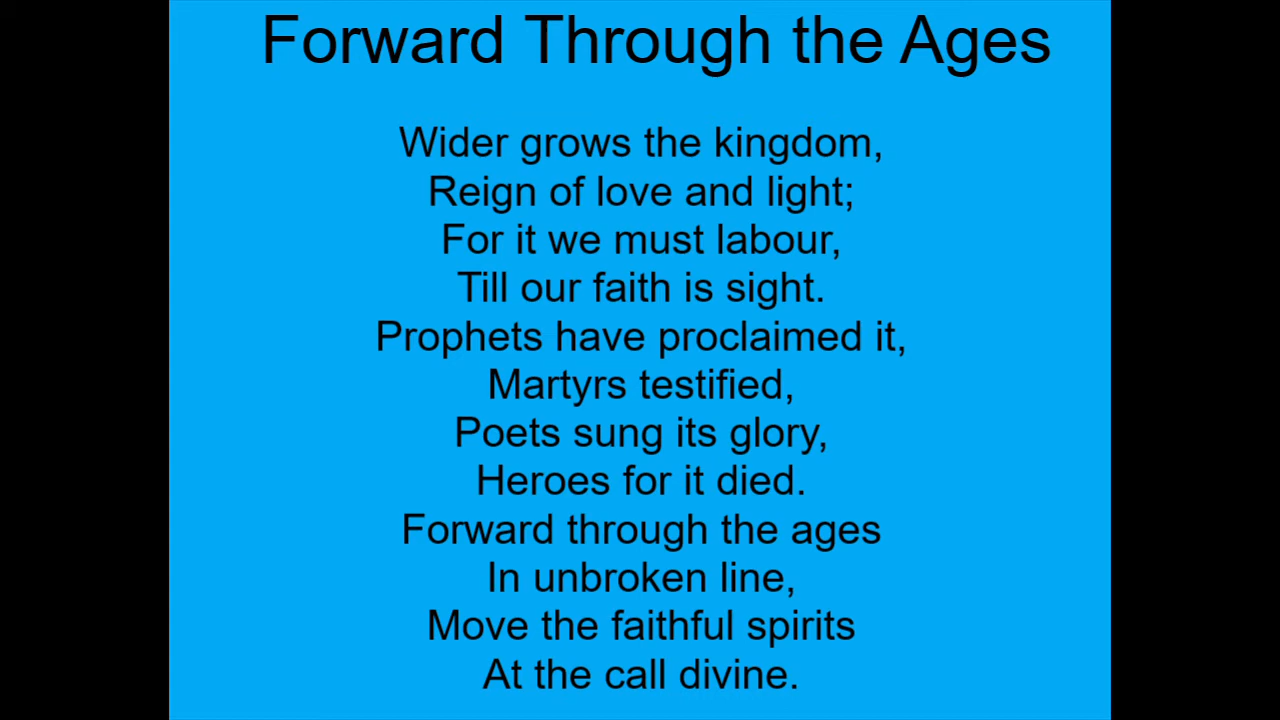 Forward Through the Ages
Wider grows the kingdom,
Reign of love and light;
For it we must labour,
Till our faith is sight.
Prophets have proclaimed it,
Martyrs testified,
Poets sung its glory,
Heroes for it died.
Forward through the ages
In unbroken line,
Move the faithful spirits
At the call divine.